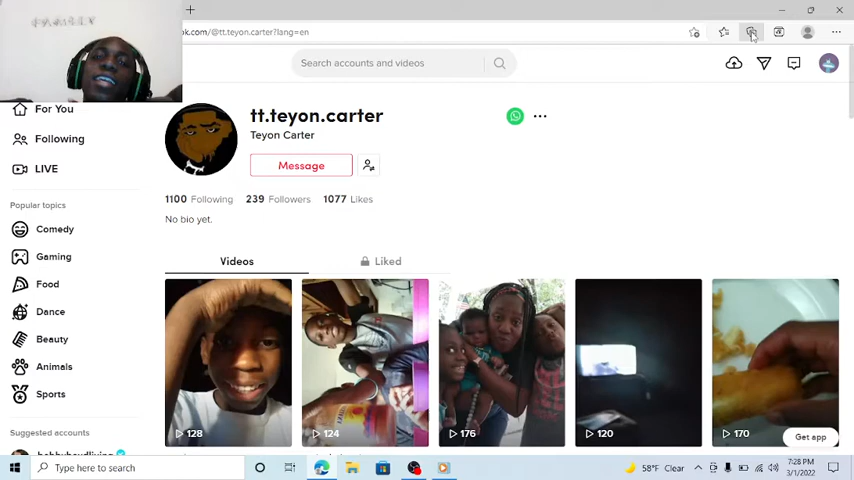 FAMILY
k.com/@tt.teyon.carter?lang=en
Search accounts and videos
For You
Following
LIVE
Popular topics
Comedy
Gaming
Food
Dance
Beauty
Animals
Sports
Suggested accounts
tt.teyon.carter
Teyon Carter
Message
1100 Following 239 Followers 1077 Likes
No bio yet.
Videos Liked
128
124
176
120
170
Get app
Type here to search
58°F Clear
7:28 PM
3/1/2022